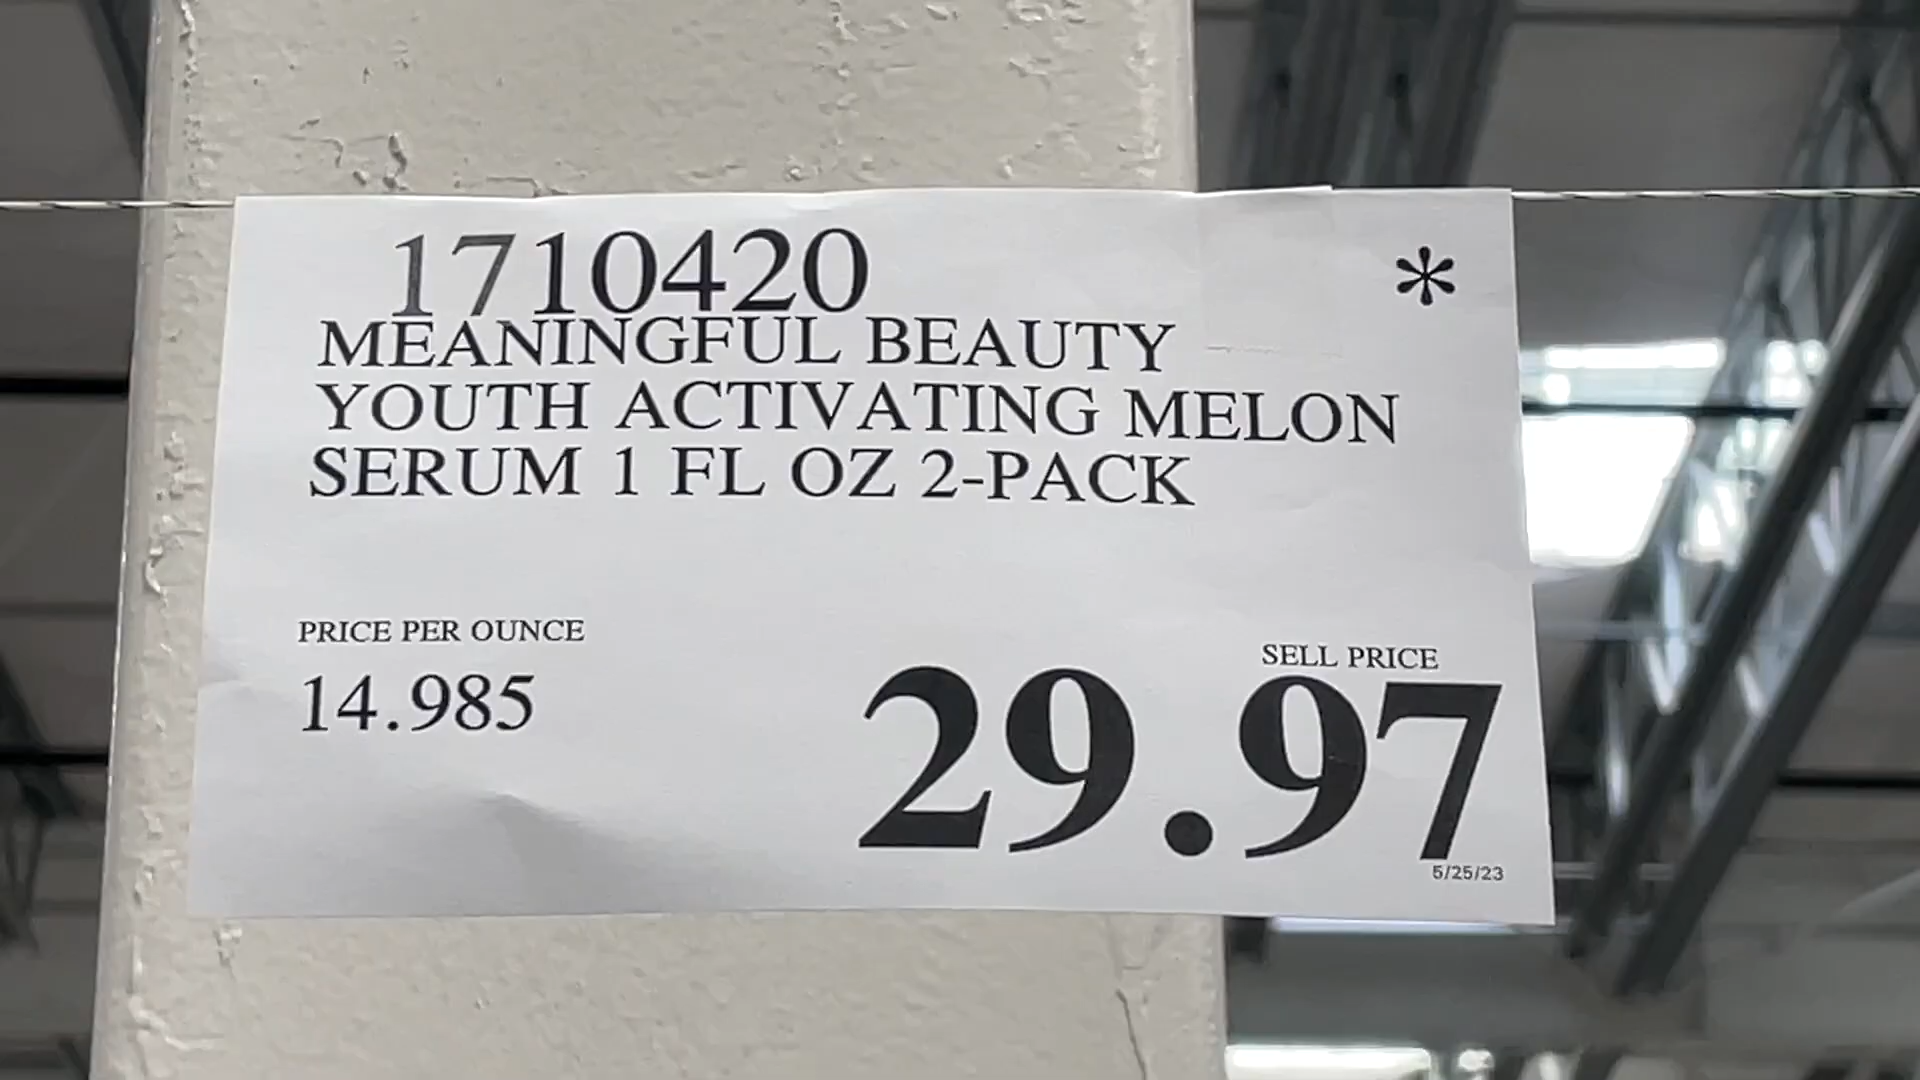 1710420
*
MEANINGFUL BEAUTY
YOUTH ACTIVATING MELON
SERUM 1 FL OZ 2-PACK
PRICE PER OUNCE
14.985
SELL PRICE
29.97
5/25/23